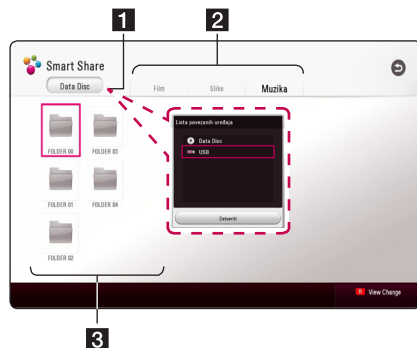 1
2
Smart Share
Data Disc
Film
Slike
Muzika
Lista povezanih uređaja
Data Disc
USB
Zatvoriti
FOLDER 00
FOLDER 03
FOLDER 01
FOLDER 04
FOLDER 02
R View Change
3